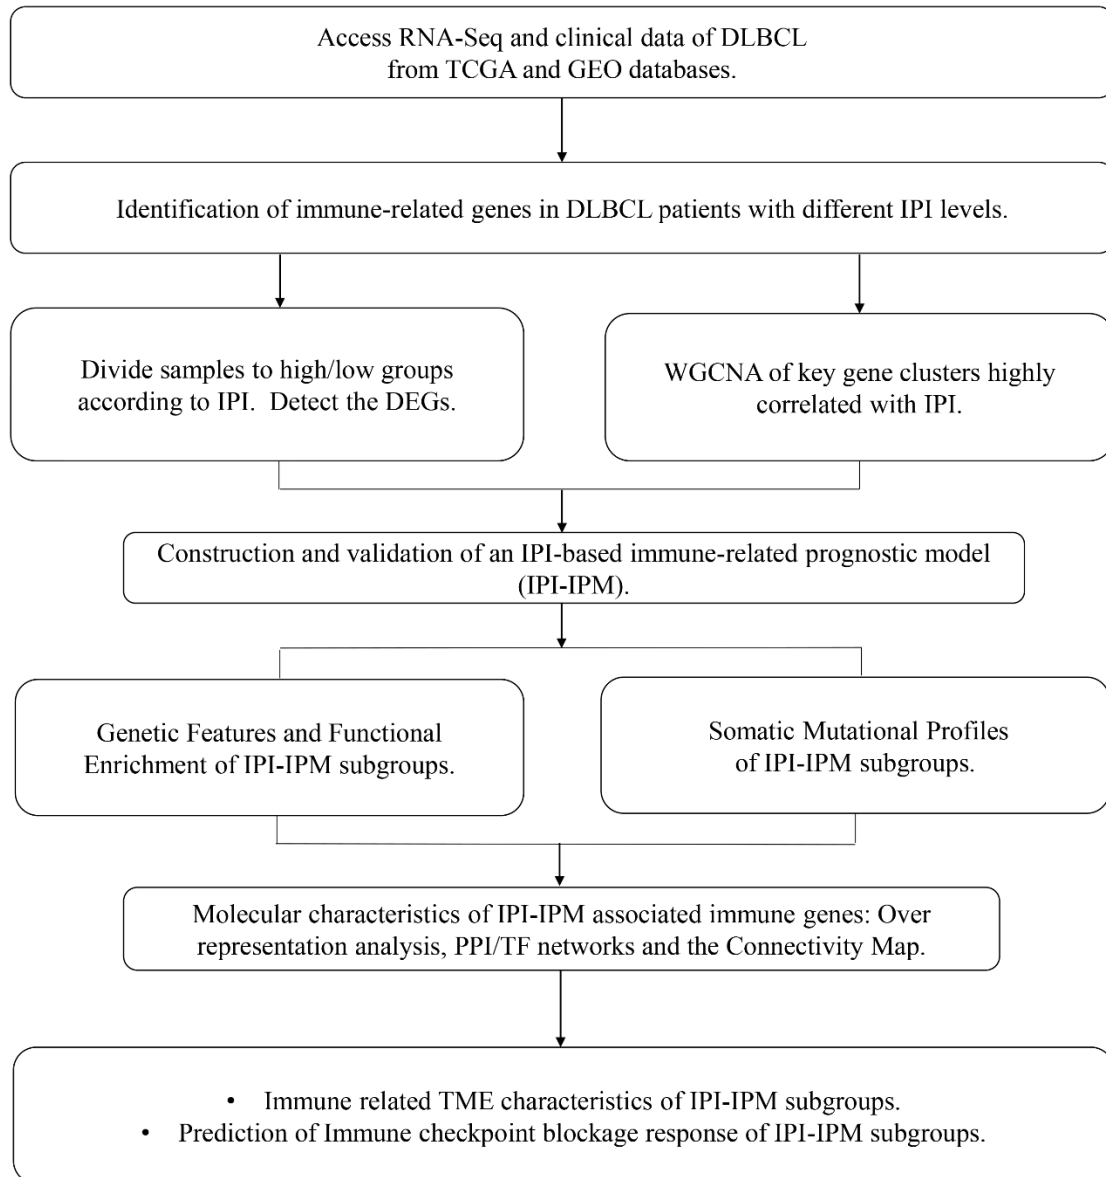 Access RNA-Seq and clinical data of DLBCL
from TCGA and GEO databases.
Identification of immune-related genes in DLBCL patients with different IPI levels.
Divide samples to high/low groups
according to IPI.  Detect the DEGs.
WGCNA of key gene clusters highly
correlated with IPI.
Construction and validation of an IPI-based immune-related prognostic model
(IPI-IPM).
Genetic Features and Functional
Enrichment of IPI-IPM subgroups.
Somatic Mutational Profiles
of IPI-IPM subgroups.
Molecular characteristics of IPI-IPM associated immune genes: Over
representation analysis, PPI/TF networks and the Connectivity Map.
• Immune related TME characteristics of IPI-IPM subgroups.
• Prediction of Immune checkpoint blockage response of IPI-IPM subgroups.